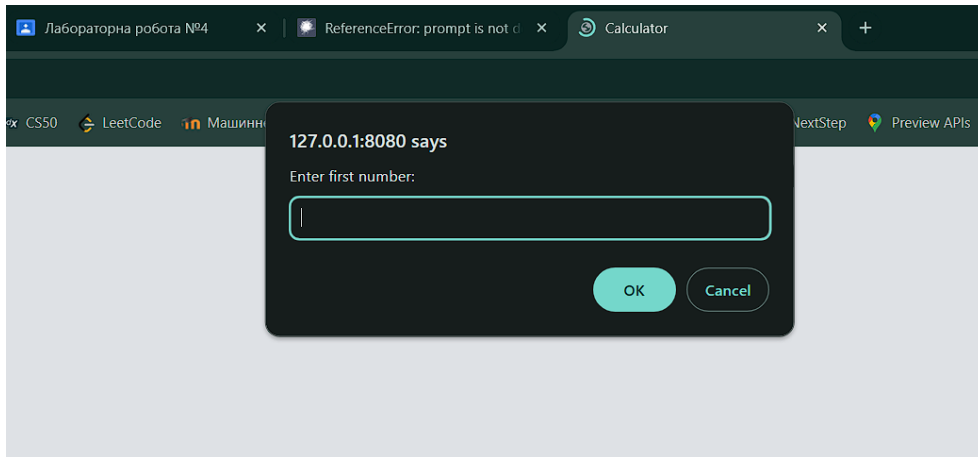 Лабораторна робота №4
ReferenceError: prompt is not d
Calculator
CS50
LeetCode
NextStep
Preview APIs
127.0.0.1:8080 says
Enter first number:
OK
Cancel